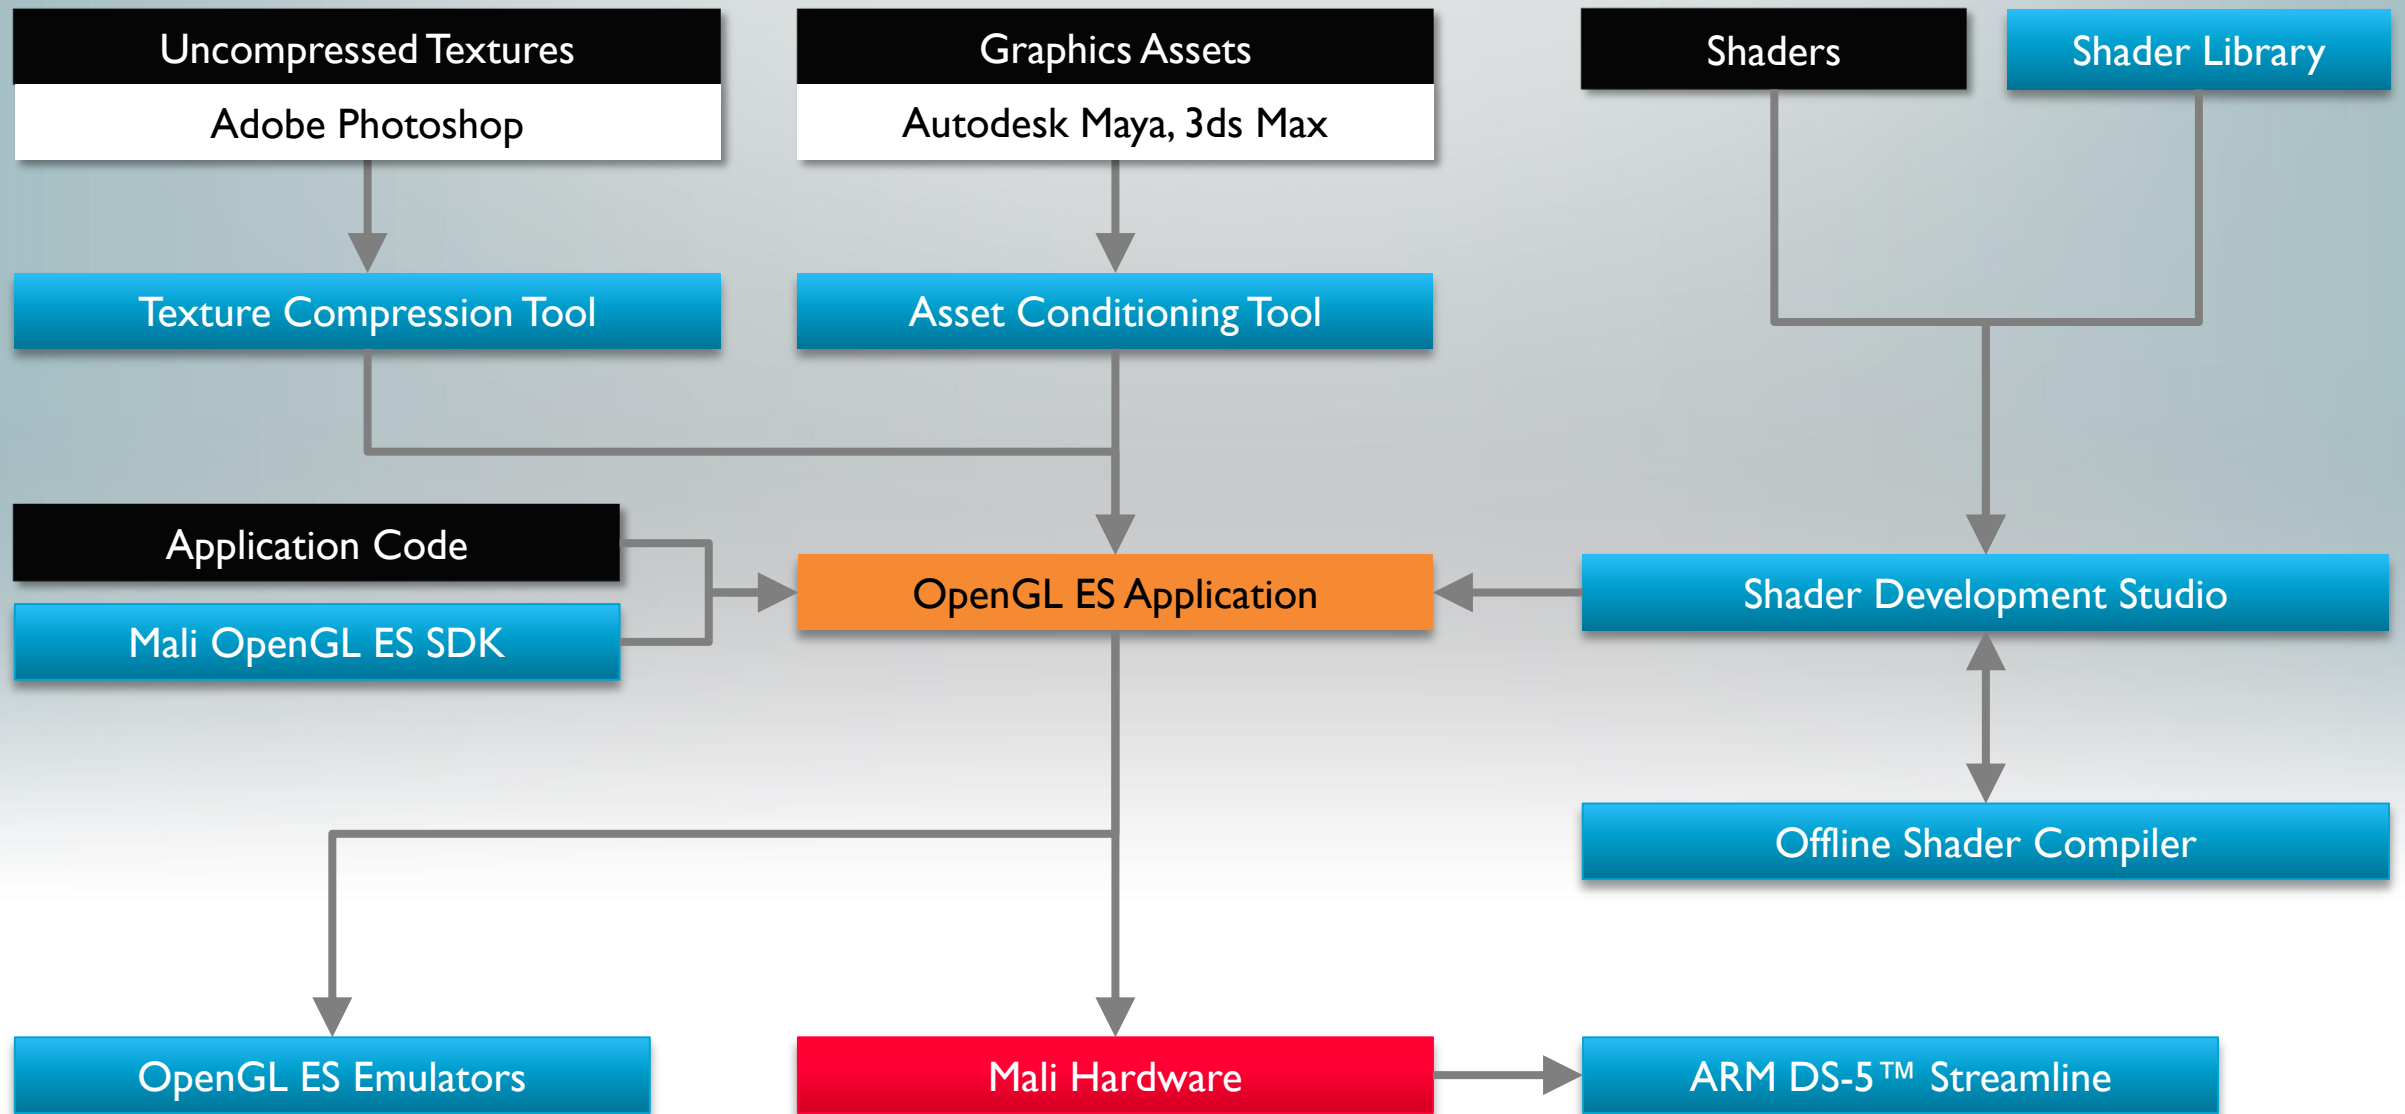 Uncompressed Textures
Adobe Photoshop
Graphics Assets
Autodesk Maya, 3ds Max
Shaders
Shader Library
Texture Compression Tool
Asset Conditioning Tool
Application Code
Mali OpenGL ES SDK
OpenGL ES Application
Shader Development Studio
Offline Shader Compiler
OpenGL ES Emulators
Mali Hardware
ARM DS-5™ Streamline